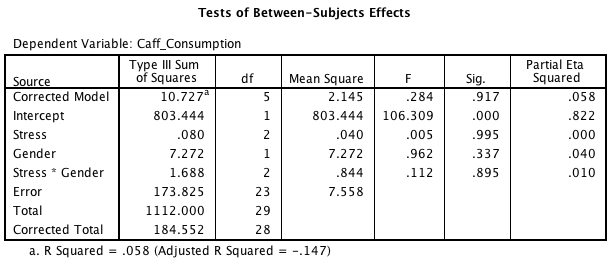 Tests of Between-Subjects Effects
Dependent Variable: Caff_Consumption
Source Type III Sum of Squares df Mean Square F Sig. Partial Eta Squared
Corrected Model 10.727a 5 2.145 .284 .917 .058
Intercept 803.444 1 803.444 106.309 .000 .822
Stress .080 2 .040 .005 .995 .000
Gender 7.272 1 7.272 .962 .337 .040
Stress * Gender 1.688 2 .844 .112 .895 .010
Error 173.825 23 7.558
Total 1112.000 29
Corrected Total 184.552 28
a. R Squared = .058 (Adjusted R Squared = -.147)